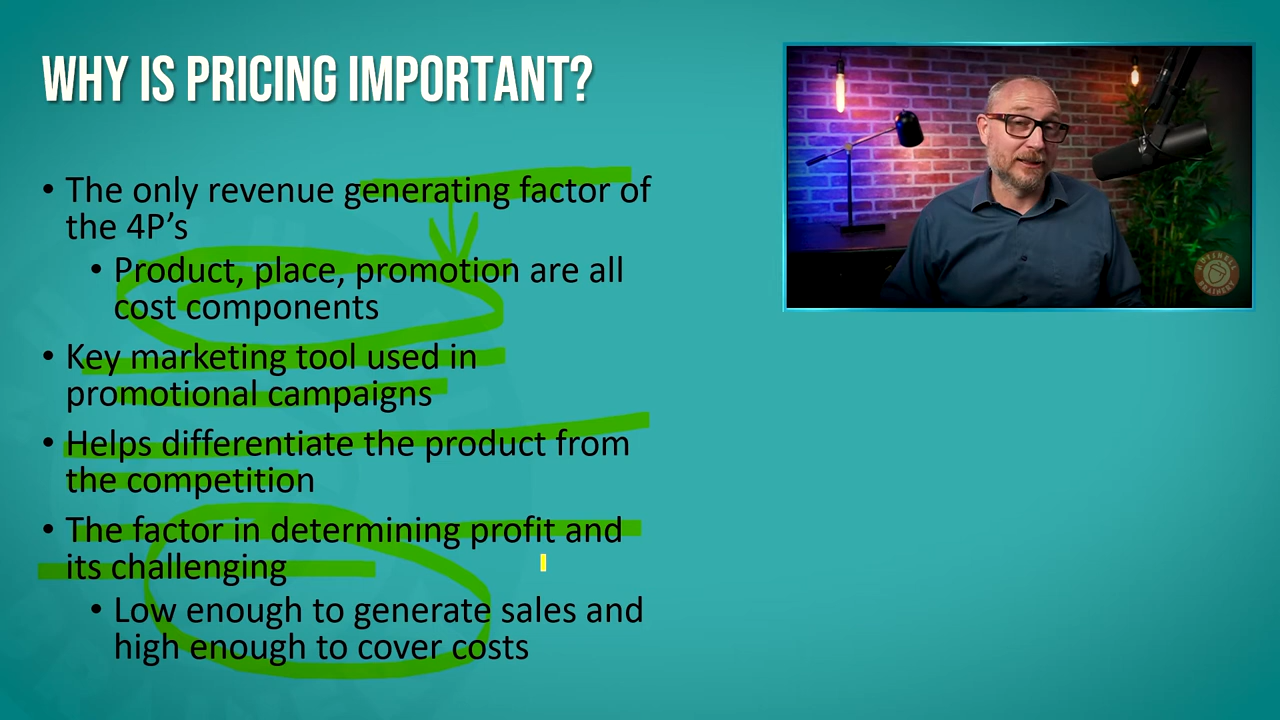 WHY IS PRICING IMPORTANT?
• The only revenue generating factor of
the 4P’s
• Product, place, promotion are all
cost components
• Key marketing tool used in
promotional campaigns
• Helps differentiate the product from
the competition
• The factor in determining profit and
its challenging
• Low enough to generate sales and
high enough to cover costs